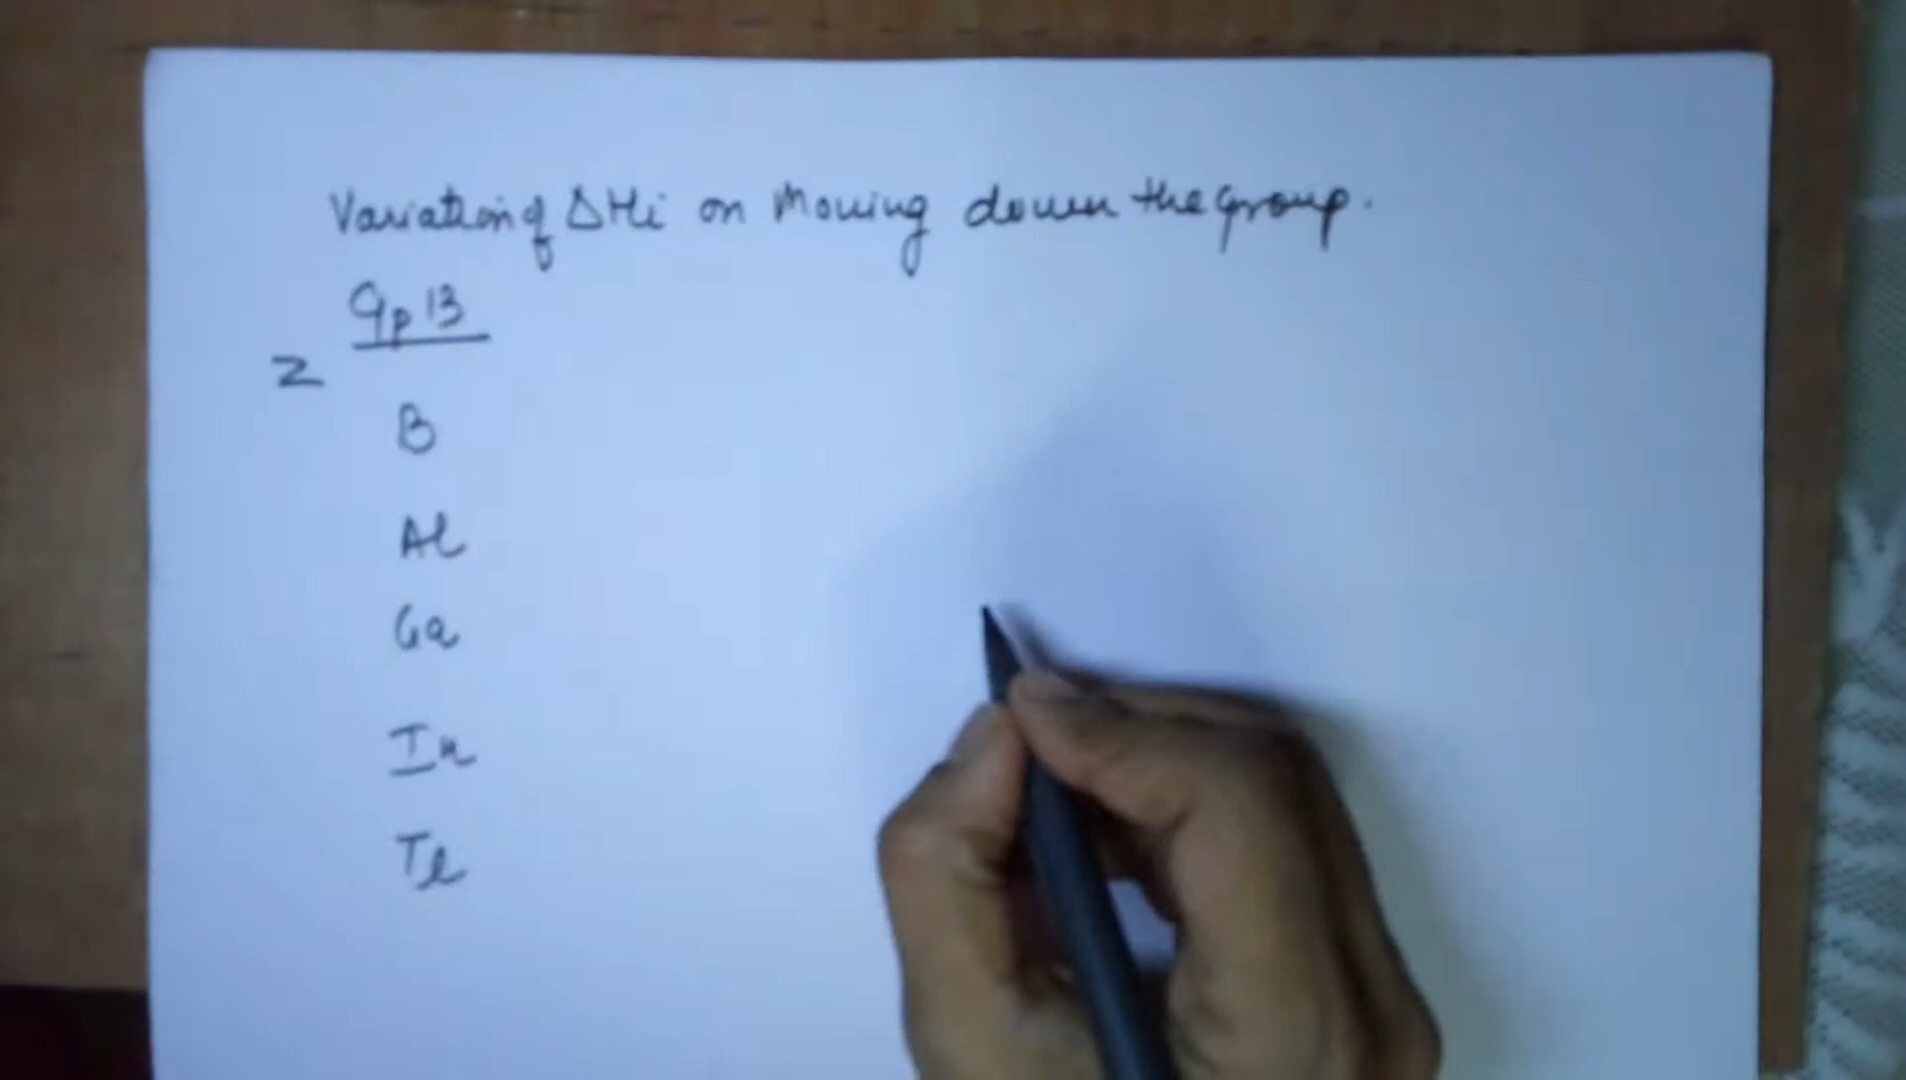 Variation of ΔHi on Moving down the group.
Gp 13
Z
B
Al
Ga
In
Tl